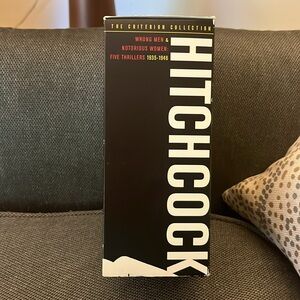 THE CRITERION COLLECTION
WRONG MEN &
NOTORIOUS WOMEN:
FIVE THRILLERS 1935-1946
HITCHCOCK